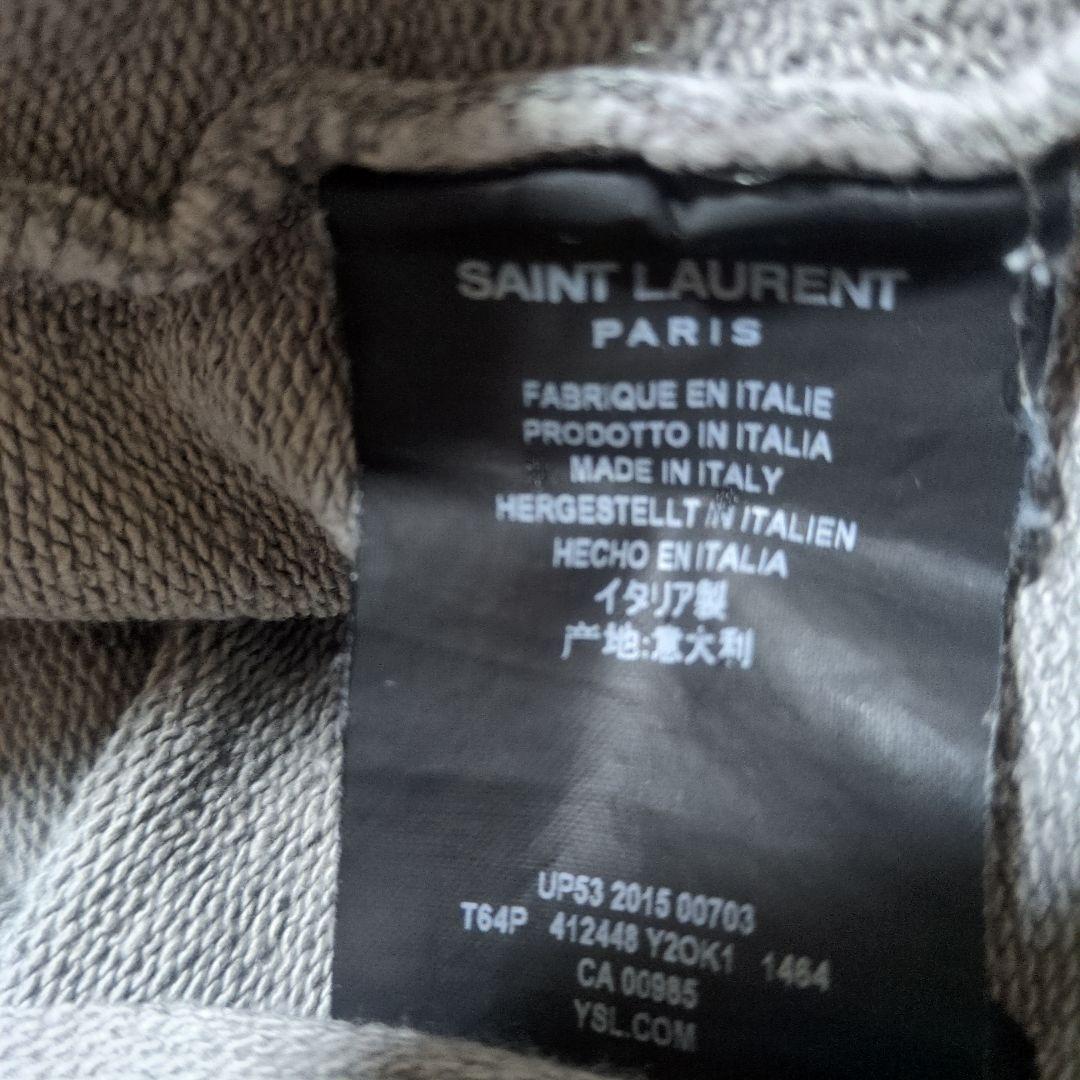 SAINT LAURENT
PARIS
FABRIQUE EN ITALIE
PRODOTTO IN ITALIA
MADE IN ITALY
HERGESTELLT IN ITALIEN
HECHO EN ITALIA
イタリア製
产地:意大利
UP53 2015 00703
T64P 412448 Y2OK1 1464
CA 00985
YSL.COM